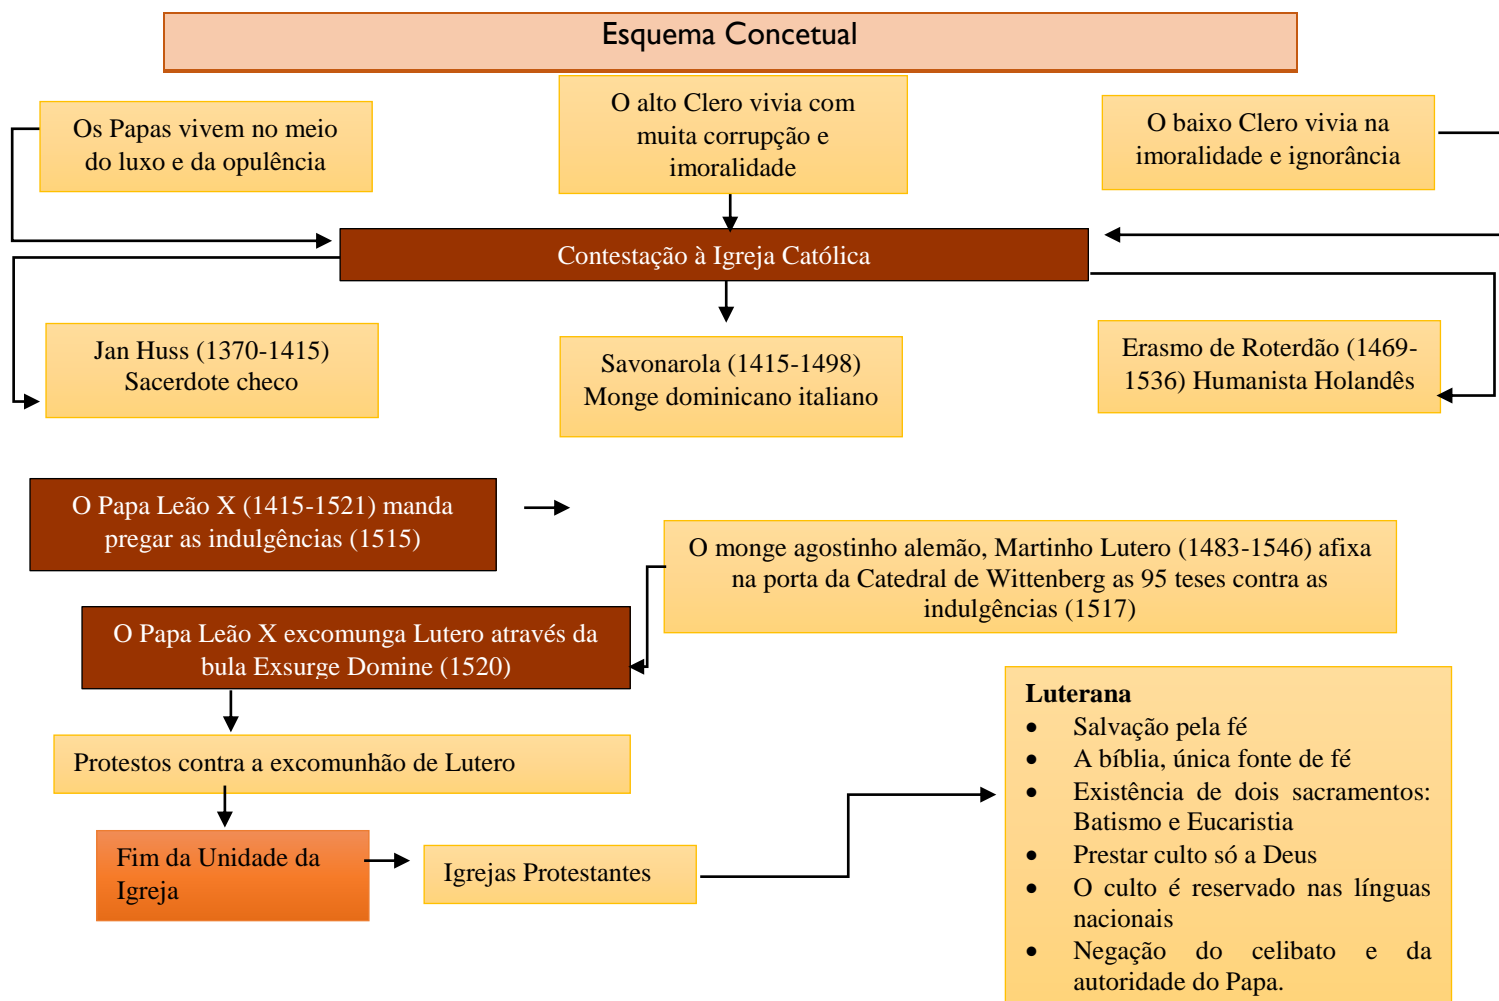 Esquema Concetual
Os Papas vivem no meio
do luxo e da opulência
O alto Clero vivia com
muita corrupção e
imoralidade
O baixo Clero vivia na
imoralidade e ignorância
Contestação à Igreja Católica
Jan Huss (1370-1415)
Sacerdote checo
Savonarola (1415-1498)
Monge dominicano italiano
Erasmo de Roterdão (1469-
1536) Humanista Holandês
O Papa Leão X (1415-1521) manda
pregar as indulgências (1515)
O monge agostinho alemão, Martinho Lutero (1483-1546) afixa
na porta da Catedral de Wittenberg as 95 teses contra as
indulgências (1517)
O Papa Leão X excomunga Lutero através da
bula Exsurge Domine (1520)
Protestos contra a excomunhão de Lutero
Fim da Unidade da
Igreja
Igrejas Protestantes
Luterana
• Salvação pela fé
• A bíblia, única fonte de fé
• Existência de dois sacramentos:
Batismo e Eucaristia
• Prestar culto só a Deus
• O culto é reservado nas línguas
nacionais
• Negação do celibato e da
autoridade do Papa.